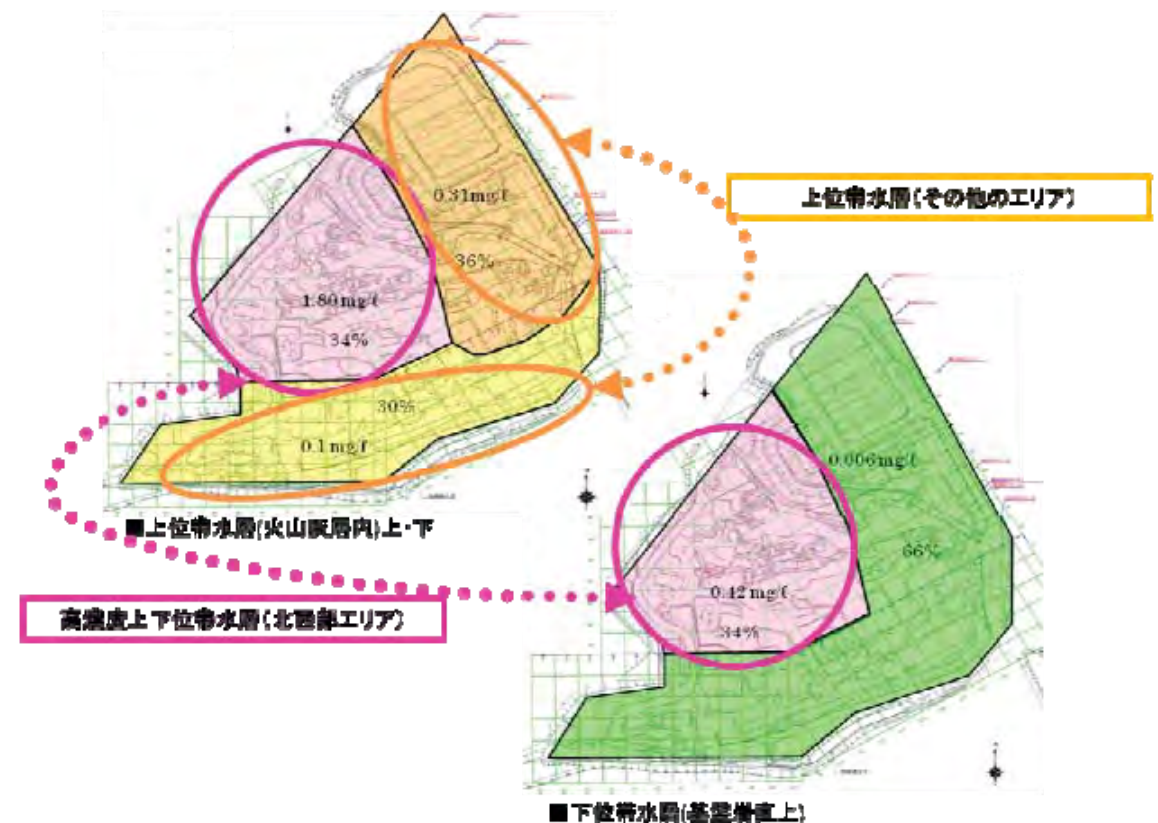 0.31mg/ℓ
36%
上位帯水層(その他のエリア)
1.80mg/ℓ
34%
30%
0.1mg/ℓ
■上位帯水層(火山灰層内)上・下
0.006mg/ℓ
66%
0.42mg/ℓ
34%
高濃度上下位帯水層(北西部エリア)
■下位帯水層(基盤岩直上)